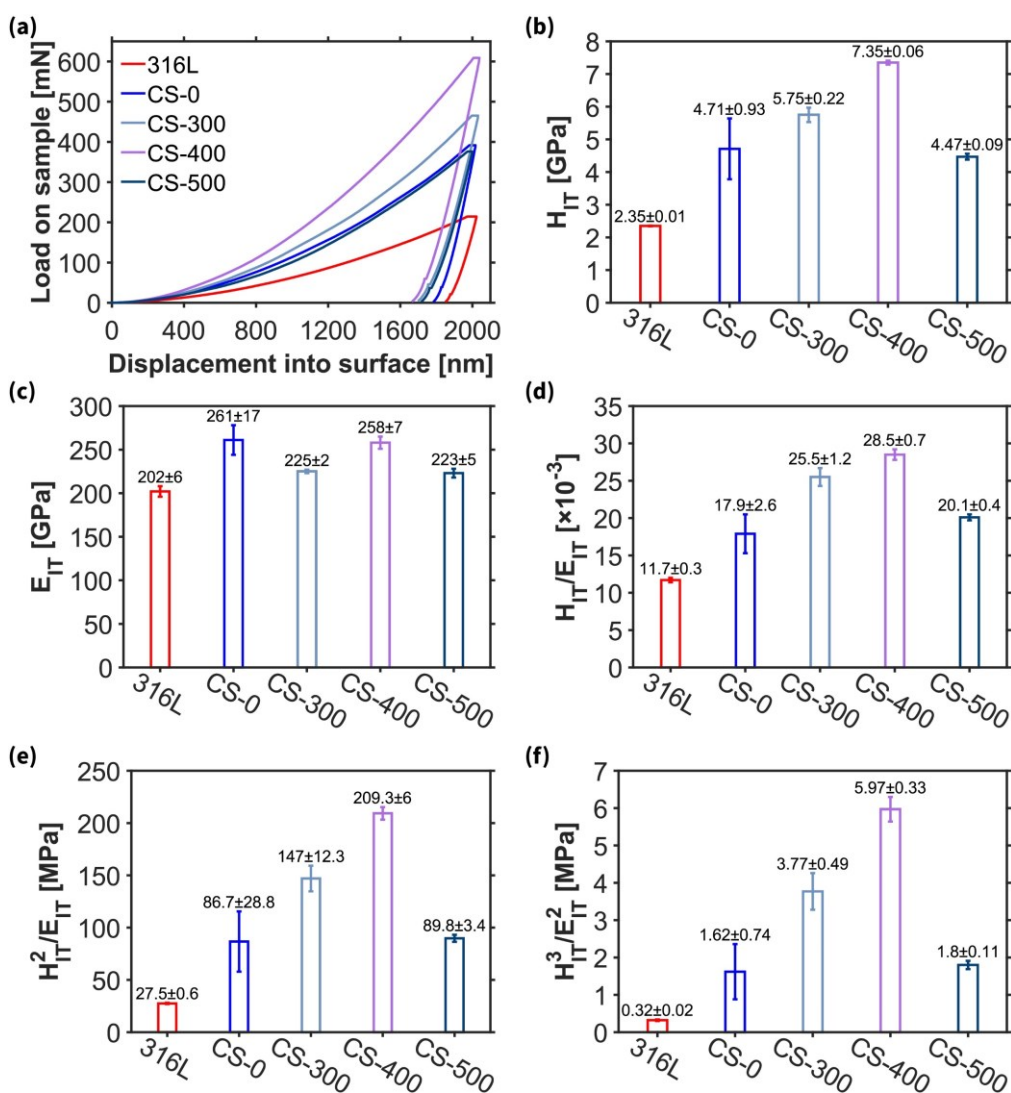 (a)
Load on sample [mN]
600
500
400
300
200
100
0
316L
CS-0
CS-300
CS-400
CS-500
0 400 800 1200 1600 2000
Displacement into surface [nm]
(b)
H_IT [GPa]
8
7
6
5
4
3
2
1
0
2.35±0.01
4.71±0.93
5.75±0.22
7.35±0.06
4.47±0.09
316L CS-0 CS-300 CS-400 CS-500
(c)
E_IT [GPa]
300
250
200
150
100
50
0
202±6
261±17
225±2
258±7
223±5
316L CS-0 CS-300 CS-400 CS-500
(d)
H_IT/E_IT [×10⁻³]
35
30
25
20
15
10
5
0
11.7±0.3
17.9±2.6
25.5±1.2
28.5±0.7
20.1±0.4
316L CS-0 CS-300 CS-400 CS-500
(e)
H²_IT/E_IT [MPa]
250
200
150
100
50
0
27.5±0.6
86.7±28.8
147±12.3
209.3±6
89.8±3.4
316L CS-0 CS-300 CS-400 CS-500
(f)
H³_IT/E²_IT [MPa]
7
6
5
4
3
2
1
0
0.32±0.02
1.62±0.74
3.77±0.49
5.97±0.33
1.8±0.11
316L CS-0 CS-300 CS-400 CS-500